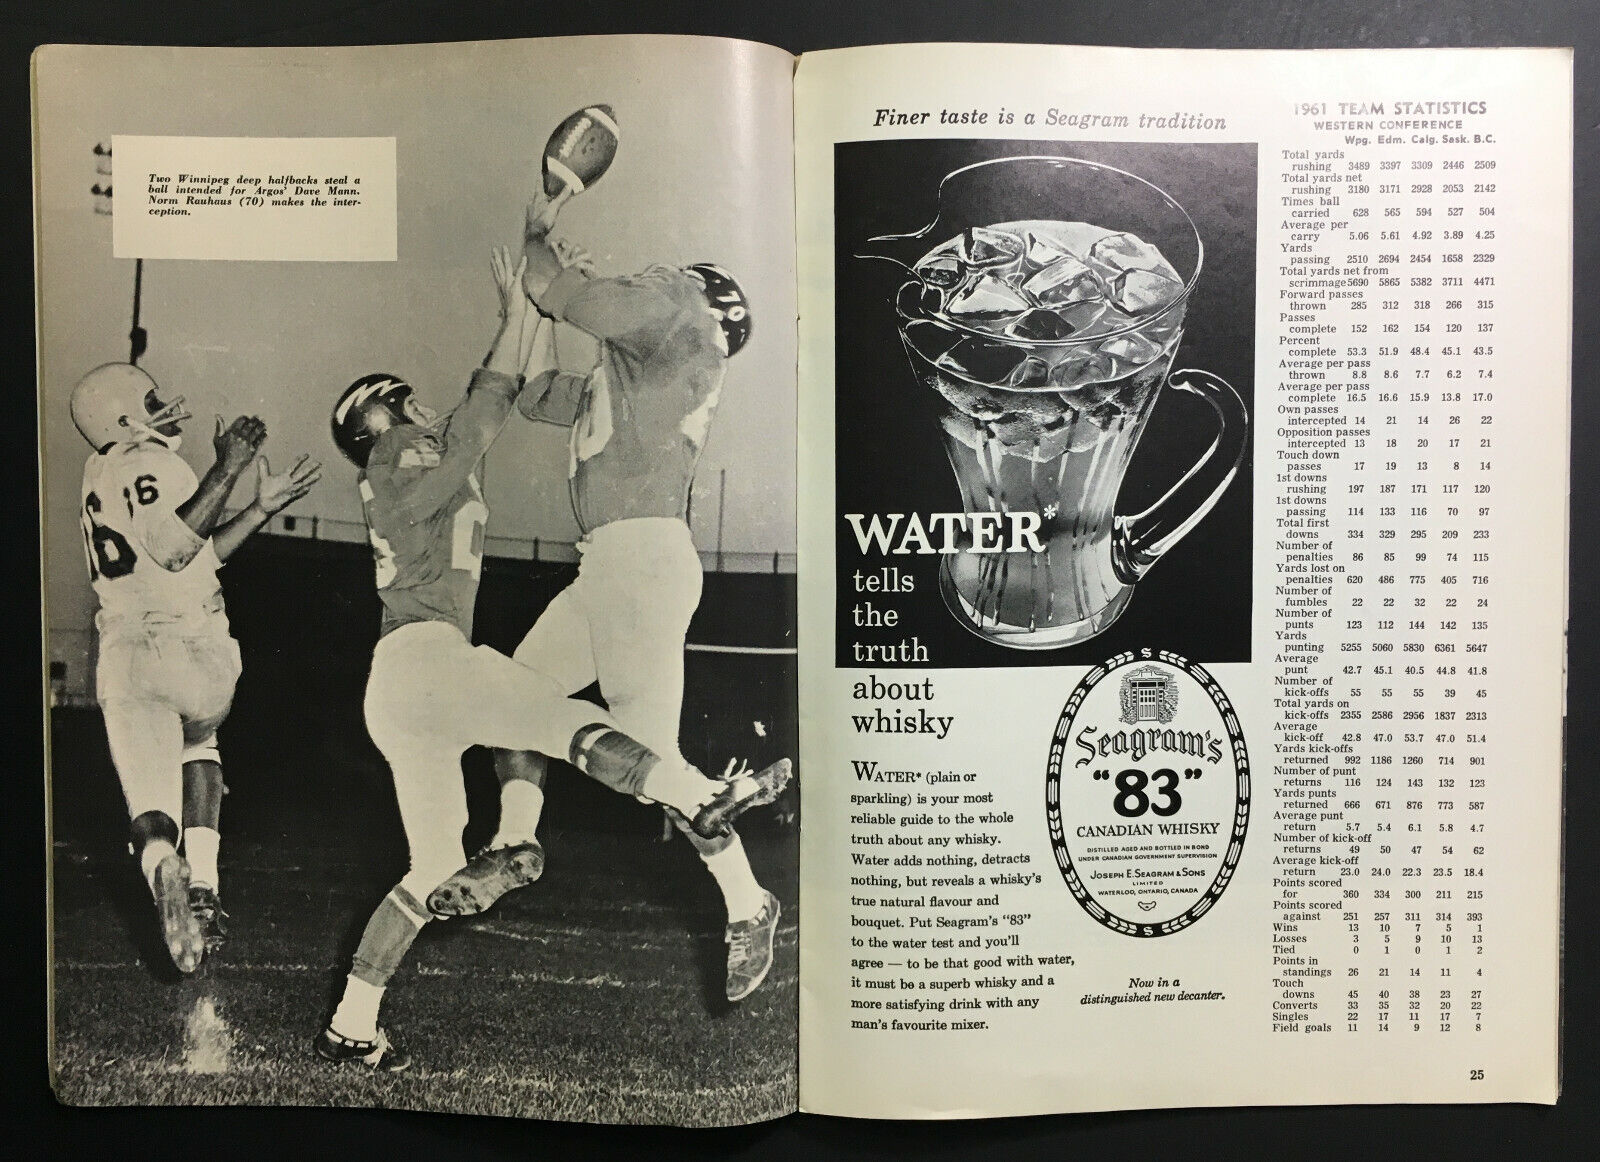 Two Winnipeg deep halfbacks steal a
ball intended for Argos' Dave Mann.
Norm Rauhaus (70) makes the inter-
ception.
70
16
Finer taste is a Seagram tradition
WATER*
tells
the
truth
about
whisky
WATER* (plain or
sparkling) is your most
reliable guide to the whole
truth about any whisky.
Water adds nothing, detracts
nothing, but reveals a whisky's
true natural flavour and
bouquet. Put Seagram's "83"
to the water test and you'll
agree — to be that good with water,
it must be a superb whisky and a
more satisfying drink with any
man's favourite mixer.
S
Seagram's
"83"
CANADIAN WHISKY
DISTILLED AGED AND BOTTLED IN BOND
UNDER CANADIAN GOVERNMENT SUPERVISION
JOSEPH E. SEAGRAM & SONS
LIMITED
WATERLOO, ONTARIO, CANADA
S
Now in a
distinguished new decanter.
1961 TEAM STATISTICS
WESTERN CONFERENCE
Wpg. Edm. Calg. Sask. B.C.
Total yards
rushing 3489 3397 3309 2446 2509
Total yards net
rushing 3180 3171 2928 2053 2142
Times ball
carried 628 565 594 527 504
Average per
carry 5.06 5.61 4.92 3.89 4.25
Yards
passing 2510 2694 2454 1658 2329
Total yards net from
scrimmage 5690 5865 5382 3711 4471
Forward passes
thrown 285 312 318 266 315
Passes
complete 152 162 154 120 137
Percent
complete 53.3 51.9 48.4 45.1 43.5
Average per pass
thrown 8.8 8.6 7.7 6.2 7.4
Average per pass
complete 16.5 16.6 15.9 13.8 17.0
Own passes
intercepted 14 21 14 26 22
Opposition passes
intercepted 13 18 20 17 21
Touch down
passes 17 19 13 8 14
1st downs
rushing 197 187 171 117 120
1st downs
passing 114 133 116 70 97
Total first
downs 334 329 295 209 233
Number of
penalties 86 85 99 74 115
Yards lost on
penalties 620 486 775 405 716
Number of
fumbles 22 22 32 22 24
Number of
punts 123 112 144 142 135
Yards
punting 5255 5060 5830 6361 5647
Average
punt 42.7 45.1 40.5 44.8 41.8
Number of
kick-offs 55 55 55 39 45
Total yards on
kick-offs 2355 2586 2956 1837 2313
Average
kick-off 42.8 47.0 53.7 47.0 51.4
Yards kick-offs
returned 992 1186 1260 714 901
Number of punt
returns 116 124 143 132 123
Yards punts
returned 666 671 876 773 587
Average punt
return 5.7 5.4 6.1 5.8 4.7
Number of kick-off
returns 49 50 47 54 62
Average kick-off
return 23.0 24.0 22.3 23.5 18.4
Points scored
for 360 334 300 211 215
Points scored
against 251 257 311 314 393
Wins 13 10 7 5 1
Losses 3 5 9 10 13
Tied 0 1 0 1 2
Points in
standings 26 21 14 11 4
Touch
downs 45 40 38 23 27
Converts 33 35 32 20 22
Singles 22 17 11 17 7
Field goals 11 14 9 12 8
25